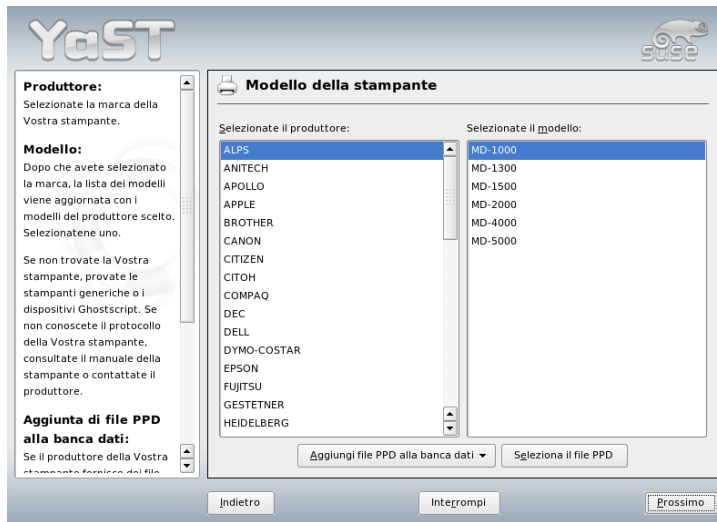 YaST
SUSE
Produttore:
Selezionate la marca della
Vostra stampante.
Modello:
Dopo che avete selezionato
la marca, la lista dei modelli
viene aggiornata con i
modelli del produttore scelto.
Selezionatene uno.
Se non trovate la Vostra
stampante, provate le
stampanti generiche o i
dispositivi Ghostscript. Se
non conoscete il protocollo
della Vostra stampante,
consultate il manuale della
stampante o contattate il
produttore.
Aggiunta di file PPD
alla banca dati:
Se il produttore della Vostra
stampante fornisce dei file
Modello della stampante
Selezionate il produttore:
ALPS
ANITECH
APOLLO
APPLE
BROTHER
CANON
CITIZEN
CITOH
COMPAQ
DEC
DELL
DYMO-COSTAR
EPSON
FUJITSU
GESTETNER
HEIDELBERG
Selezionate il modello:
MD-1000
MD-1300
MD-1500
MD-2000
MD-4000
MD-5000
Aggiungi file PPD alla banca dati
Seleziona il file PPD
Indietro
Interrompi
Prossimo